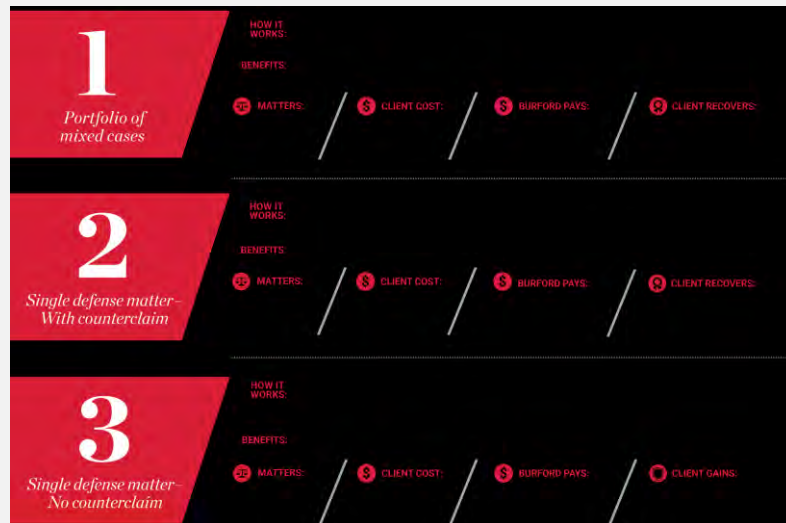 1
Portfolio of
mixed cases
HOW IT
WORKS:
BENEFITS:
MATTERS:
$ CLIENT COST:
$ BURFORD PAYS:
CLIENT RECOVERS:
2
Single defense matter–
With counterclaim
HOW IT
WORKS:
BENEFITS:
MATTERS:
$ CLIENT COST:
$ BURFORD PAYS:
CLIENT RECOVERS:
3
Single defense matter–
No counterclaim
HOW IT
WORKS:
BENEFITS:
MATTERS:
$ CLIENT COST:
$ BURFORD PAYS:
CLIENT GAINS: